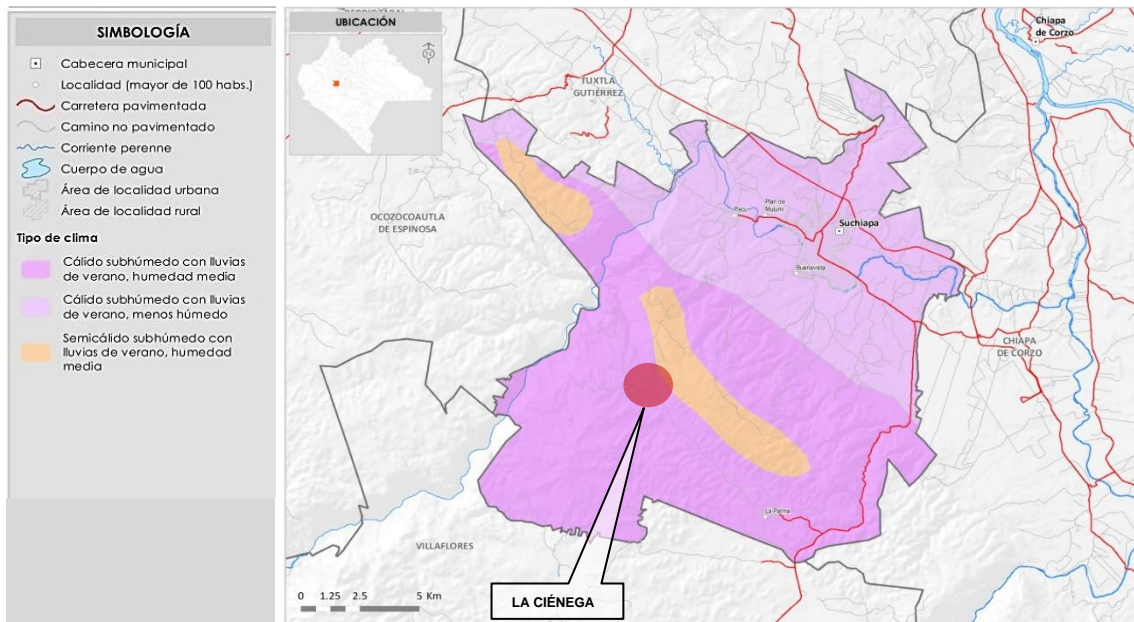 SIMBOLOGÍA
Cabecera municipal
Localidad (mayor de 100 habs.)
Carretera pavimentada
Camino no pavimentado
Corriente perenne
Cuerpo de agua
Área de localidad urbana
Área de localidad rural
Tipo de clima
Cálido subhúmedo con lluvias
de verano, humedad media
Cálido subhúmedo con lluvias
de verano, menos húmedo
Semicálido subhúmedo con
lluvias de verano, humedad
media
UBICACIÓN
N
Chiapa
de Corzo
TUXTLA
GUTIÉRREZ
OCOZOCOAUTLA
DE ESPINOSA
Pacú
Plan de
Mulumí
Suchiapa
Buenavista
CHIAPA
DE CORZO
La Palma
VILLAFLORES
LA CIÉNEGA
0 1.25 2.5 5 Km